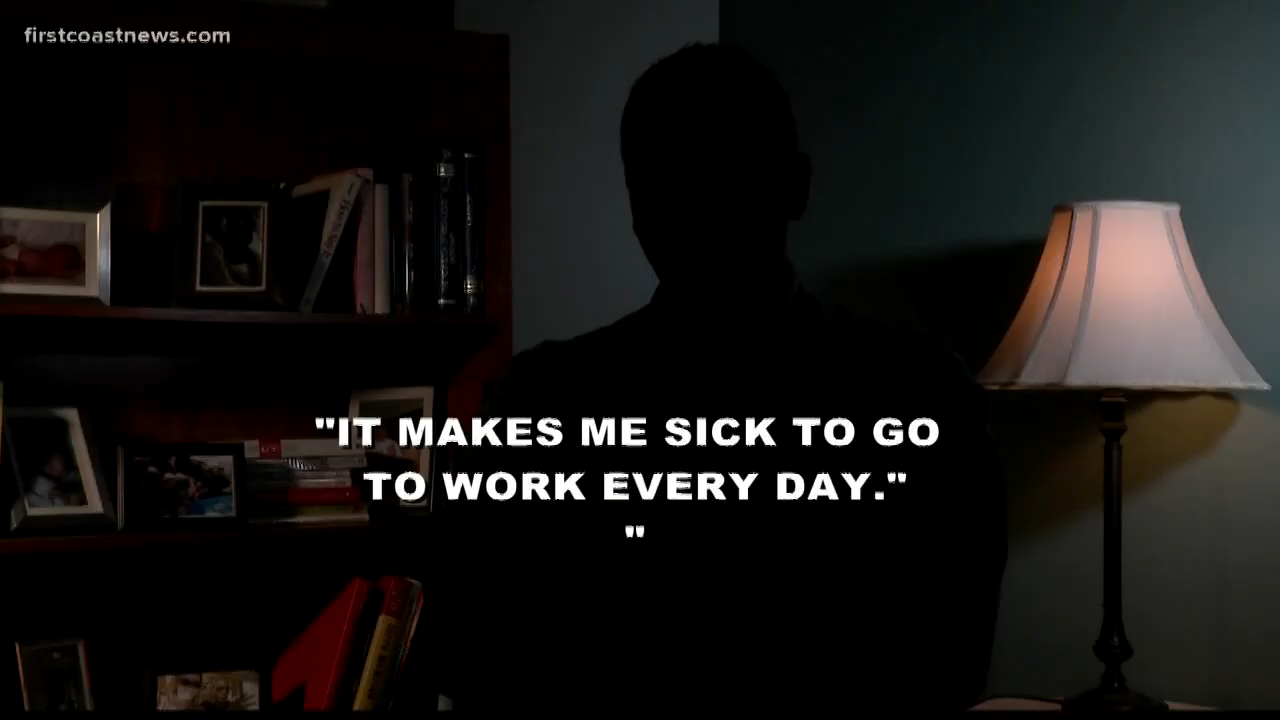 firstcoastnews.com
"IT MAKES ME SICK TO GO
TO WORK EVERY DAY."
"